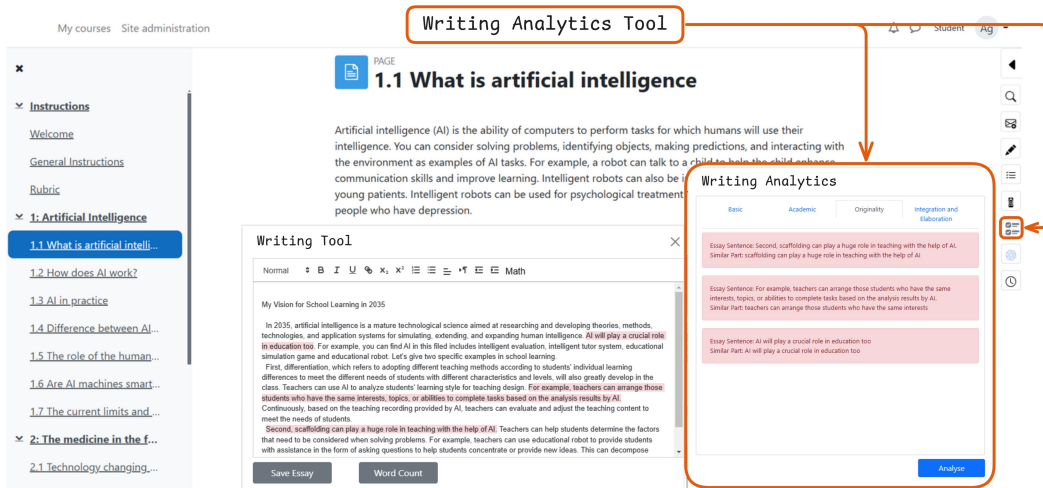 Writing Analytics Tool
My courses Site administration
Student Ag
Instructions
Welcome
General Instructions
Rubric
1: Artificial Intelligence
1.1 What is artificial intelli...
1.2 How does AI work?
1.3 AI in practice
1.4 Difference between AI...
1.5 The role of the human...
1.6 Are AI machines smart...
1.7 The current limits and ...
2: The medicine in the f...
2.1 Technology changing ...
PAGE
1.1 What is artificial intelligence
Artificial intelligence (AI) is the ability of computers to perform tasks for which humans will use their
intelligence. You can consider solving problems, identifying objects, making predictions, and interacting with
the environment as examples of AI tasks. For example, a robot can talk to a child to help the child enhance
communication skills and improve learning. Intelligent robots can also be i
young patients. Intelligent robots can be used for psychological treatment
people who have depression.
Writing Tool
Normal B I U X₂ X² Math
My Vision for School Learning in 2035
In 2035, artificial intelligence is a mature technological science aimed at researching and developing theories, methods,
technologies, and application systems for simulating, extending, and expanding human intelligence. AI will play a crucial role
in education too. For example, you can find AI in this filed includes intelligent evaluation, intelligent tutor system, educational
simulation game and educational robot. Let's give two specific examples in school learning.
First, differentiation, which refers to adopting different teaching methods according to students' individual learning
differences to meet the different needs of students with different characteristics and levels, will also greatly develop in the
class. Teachers can use AI to analyze students' learning style for teaching design. For example, teachers can arrange those
students who have the same interests, topics, or abilities to complete tasks based on the analysis results by AI.
Continuously, based on the teaching recording provided by AI, teachers can evaluate and adjust the teaching content to
meet the needs of students.
Second, scaffolding can play a huge role in teaching with the help of AI. Teachers can help students determine the factors
that need to be considered when solving problems. For example, teachers can use educational robot to provide students
with assistance in the form of asking questions to help students concentrate or provide new ideas. This can decompose
Save Essay
Word Count
Writing Analytics
Basic
Academic
Originality
Integration and
Elaboration
Essay Sentence: Second, scaffolding can play a huge role in teaching with the help of AI.
Similar Part: scaffolding can play a huge role in teaching with the help of AI
Essay Sentence: For example, teachers can arrange those students who have the same
interests, topics, or abilities to complete tasks based on the analysis results by AI.
Similar Part: teachers can arrange those students who have the same interests
Essay Sentence: AI will play a crucial role in education too
Similar Part: AI will play a crucial role in education too
Analyse